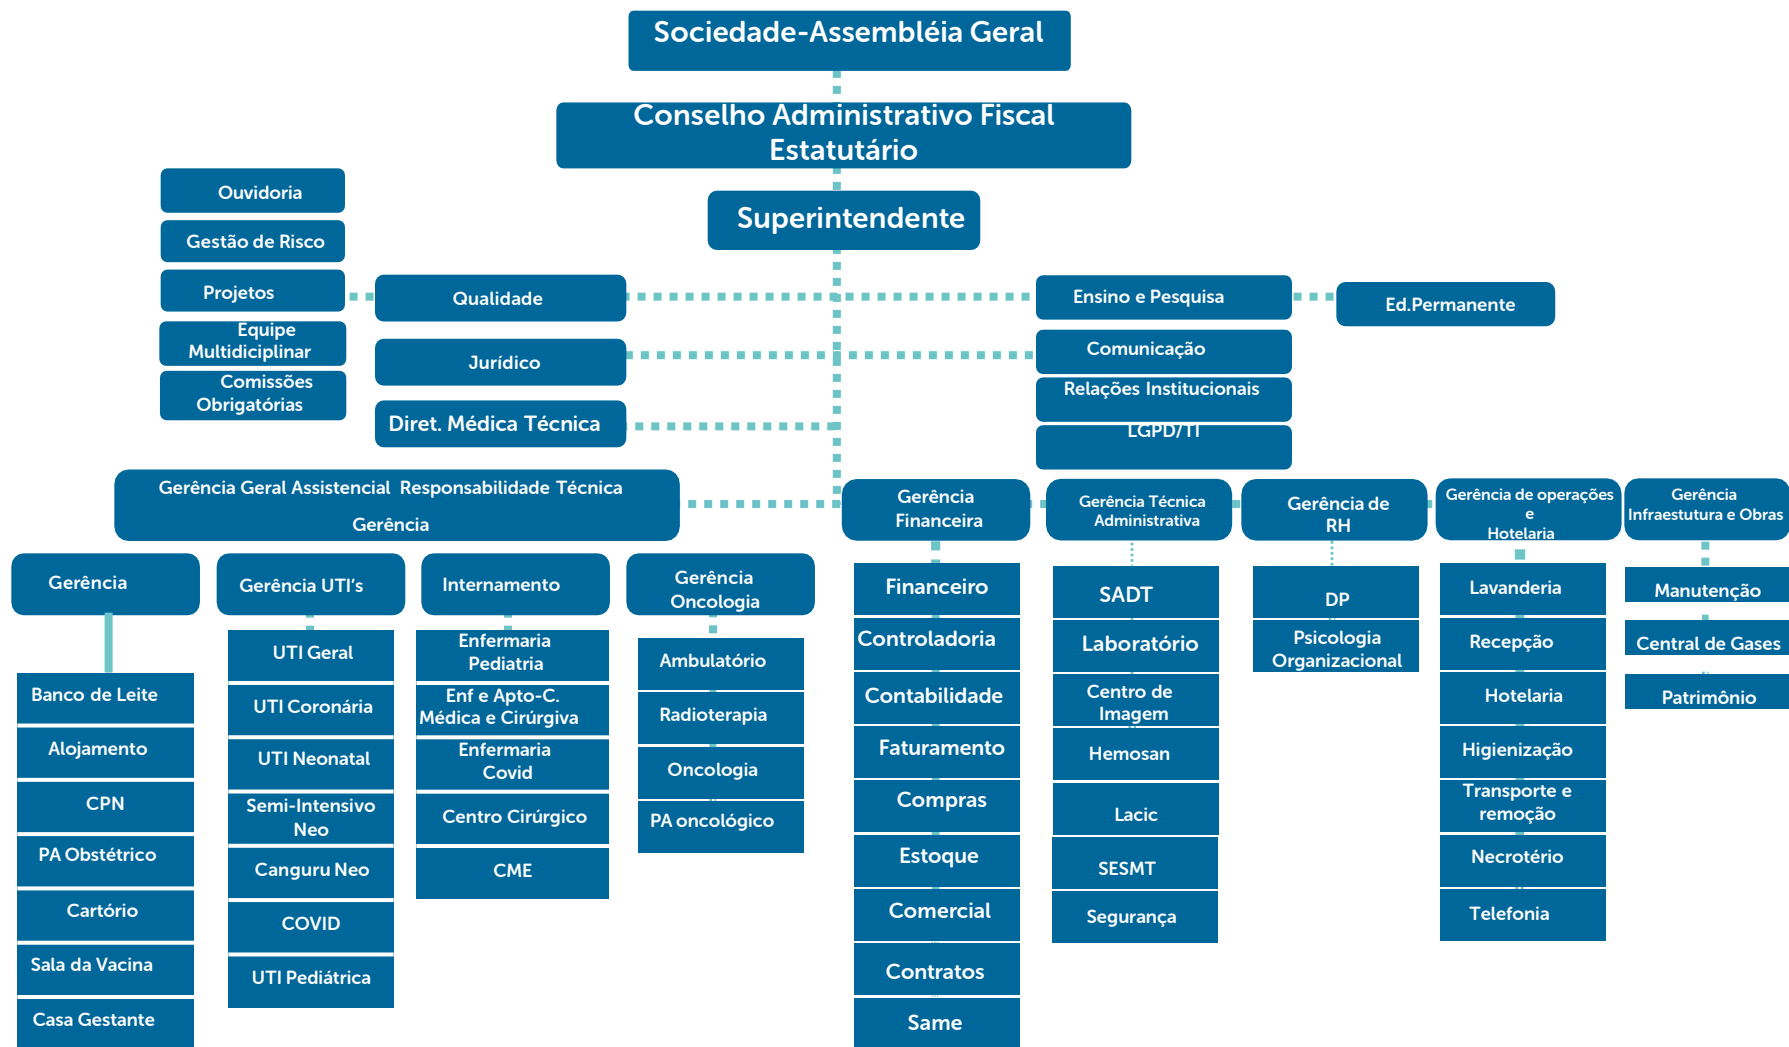 Sociedade-Assembléia Geral
Conselho Administrativo Fiscal
Estatutário
Superintendente
Ouvidoria
Gestão de Risco
Projetos
Equipe
Multidiciplinar
Comissões
Obrigatórias
Qualidade
Jurídico
Diret. Médica Técnica
Ensino e Pesquisa
Comunicação
Relações Institucionais
LGPD/TI
Ed.Permanente
Gerência Geral Assistencial Responsabilidade Técnica
Gerência
Gerência
Financeira
Gerência Técnica
Administrativa
Gerência de
RH
Gerência de operações
e
Hotelaria
Gerência
Infraestutura e Obras
Gerência
Banco de Leite
Alojamento
CPN
PA Obstétrico
Cartório
Sala da Vacina
Casa Gestante
Gerência UTI's
UTI Geral
UTI Coronária
UTI Neonatal
Semi-Intensivo
Neo
Canguru Neo
COVID
UTI Pediátrica
Internamento
Enfermaria
Pediatria
Enf e Apto-C.
Médica e Cirúrgiva
Enfermaria
Covid
Centro Cirúrgico
CME
Gerência
Oncologia
Ambulatório
Radioterapia
Oncologia
PA oncológico
Financeiro
Controladoria
Contabilidade
Faturamento
Compras
Estoque
Comercial
Contratos
Same
SADT
Laboratório
Centro de
Imagem
Hemosan
Lacic
SESMT
Segurança
DP
Psicologia
Organizacional
Lavanderia
Recepção
Hotelaria
Higienização
Transporte e
remoção
Necrotério
Telefonia
Manutenção
Central de Gases
Patrimônio